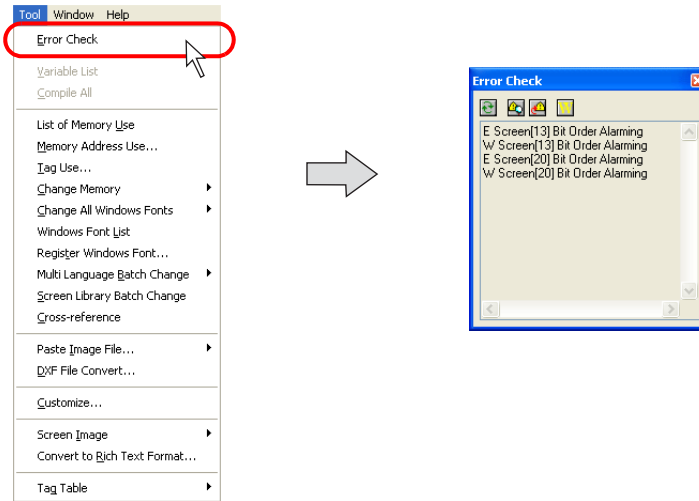 Tool Window Help
Error Check
Variable List
Compile All
List of Memory Use
Memory Address Use...
Tag Use...
Change Memory
Change All Windows Fonts
Windows Font List
Register Windows Font...
Multi Language Batch Change
Screen Library Batch Change
Cross-reference
Paste Image File...
DXF File Convert...
Customize...
Screen Image
Convert to Rich Text Format...
Tag Table
Error Check
W
E Screen[13] Bit Order Alarming
W Screen[13] Bit Order Alarming
E Screen[20] Bit Order Alarming
W Screen[20] Bit Order Alarming